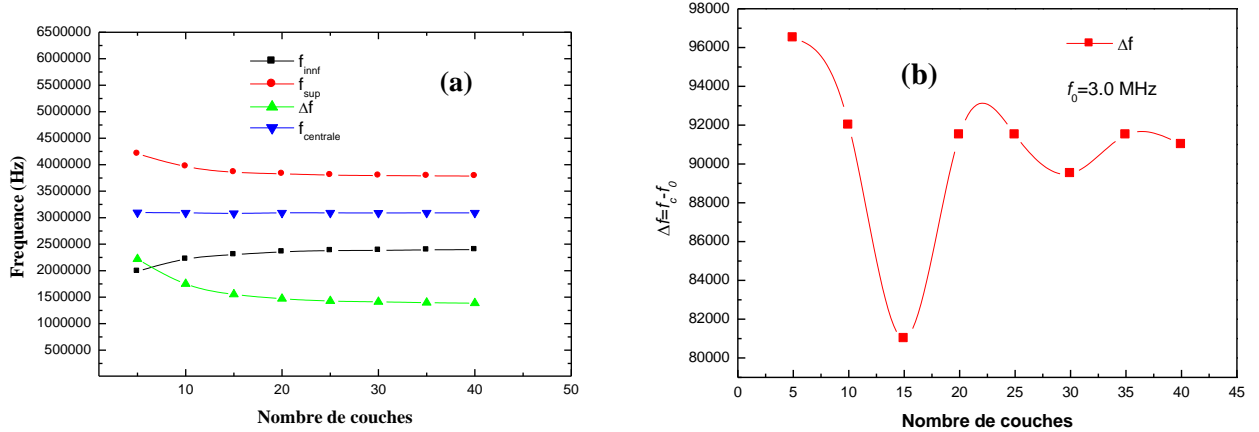 6500000
6000000
5500000
5000000
4500000
4000000
3500000
3000000
2500000
2000000
1500000
1000000
500000
Frequence (Hz)
f_innf
f_sup
Δf
f_centrale
(a)
10 20 30 40 50
Nombre de couches
98000
96000
94000
92000
90000
88000
86000
84000
82000
80000
Δf=f_c-f_0
(b)
Δf
f_0=3.0 MHz
0 5 10 15 20 25 30 35 40 45
Nombre de couches